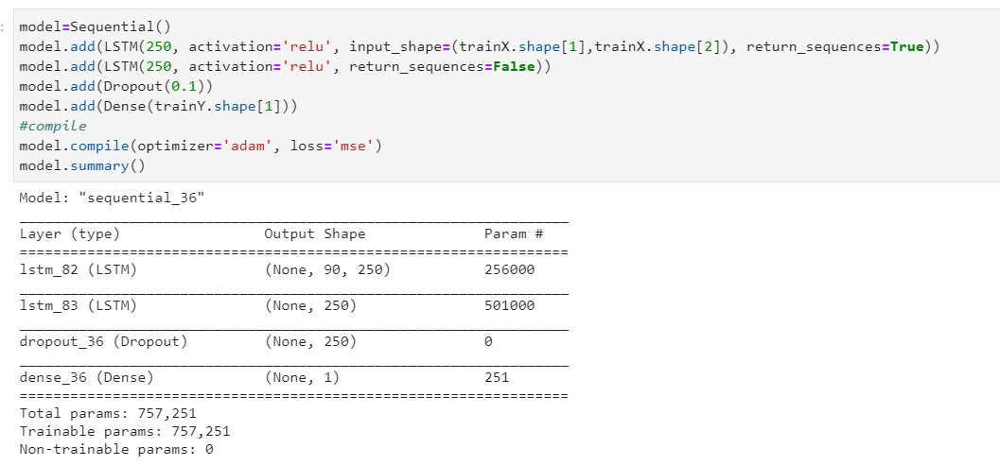 :
model=Sequential()
model.add(LSTM(250, activation='relu', input_shape=(trainX.shape[1],trainX.shape[2]), return_sequences=True))
model.add(LSTM(250, activation='relu', return_sequences=False))
model.add(Dropout(0.1))
model.add(Dense(trainY.shape[1]))
#compile
model.compile(optimizer='adam', loss='mse')
model.summary()
Model: "sequential_36"
_________________________________________________________________
Layer (type)                 Output Shape              Param #
=================================================================
lstm_82 (LSTM)               (None, 90, 250)           256000
_________________________________________________________________
lstm_83 (LSTM)               (None, 250)               501000
_________________________________________________________________
dropout_36 (Dropout)         (None, 250)               0
_________________________________________________________________
dense_36 (Dense)             (None, 1)                 251
=================================================================
Total params: 757,251
Trainable params: 757,251
Non-trainable params: 0